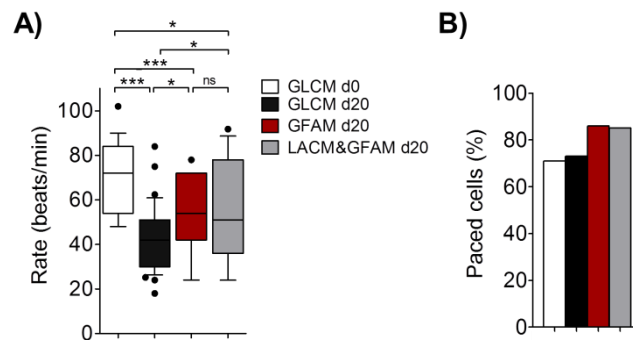 A)
B)
*
*
***
*** * ns
GLCM d0
GLCM d20
GFAM d20
LACM&GFAM d20
Rate (beats/min)
100
80
60
40
20
0
Paced cells (%)
100
80
60
40
20
0